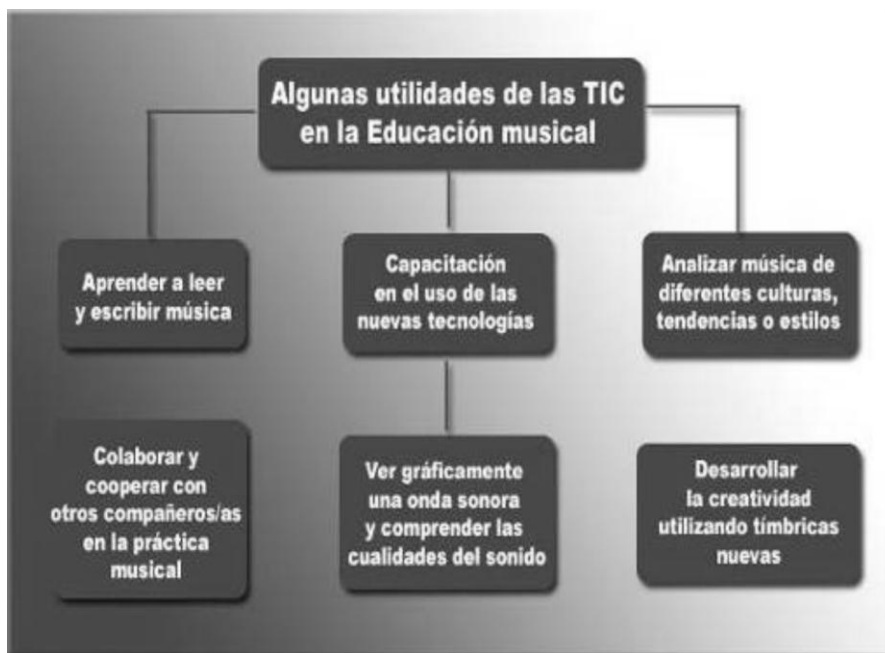 Algunas utilidades de las TIC
en la Educación musical
Aprender a leer
y escribir música
Capacitación
en el uso de las
nuevas tecnologías
Analizar música de
diferentes culturas,
tendencias o estilos
Colaborar y
cooperar con
otros compañeros/as
en la práctica
musical
Ver gráficamente
una onda sonora
y comprender las
cualidades del sonido
Desarrollar
la creatividad
utilizando tímbricas
nuevas